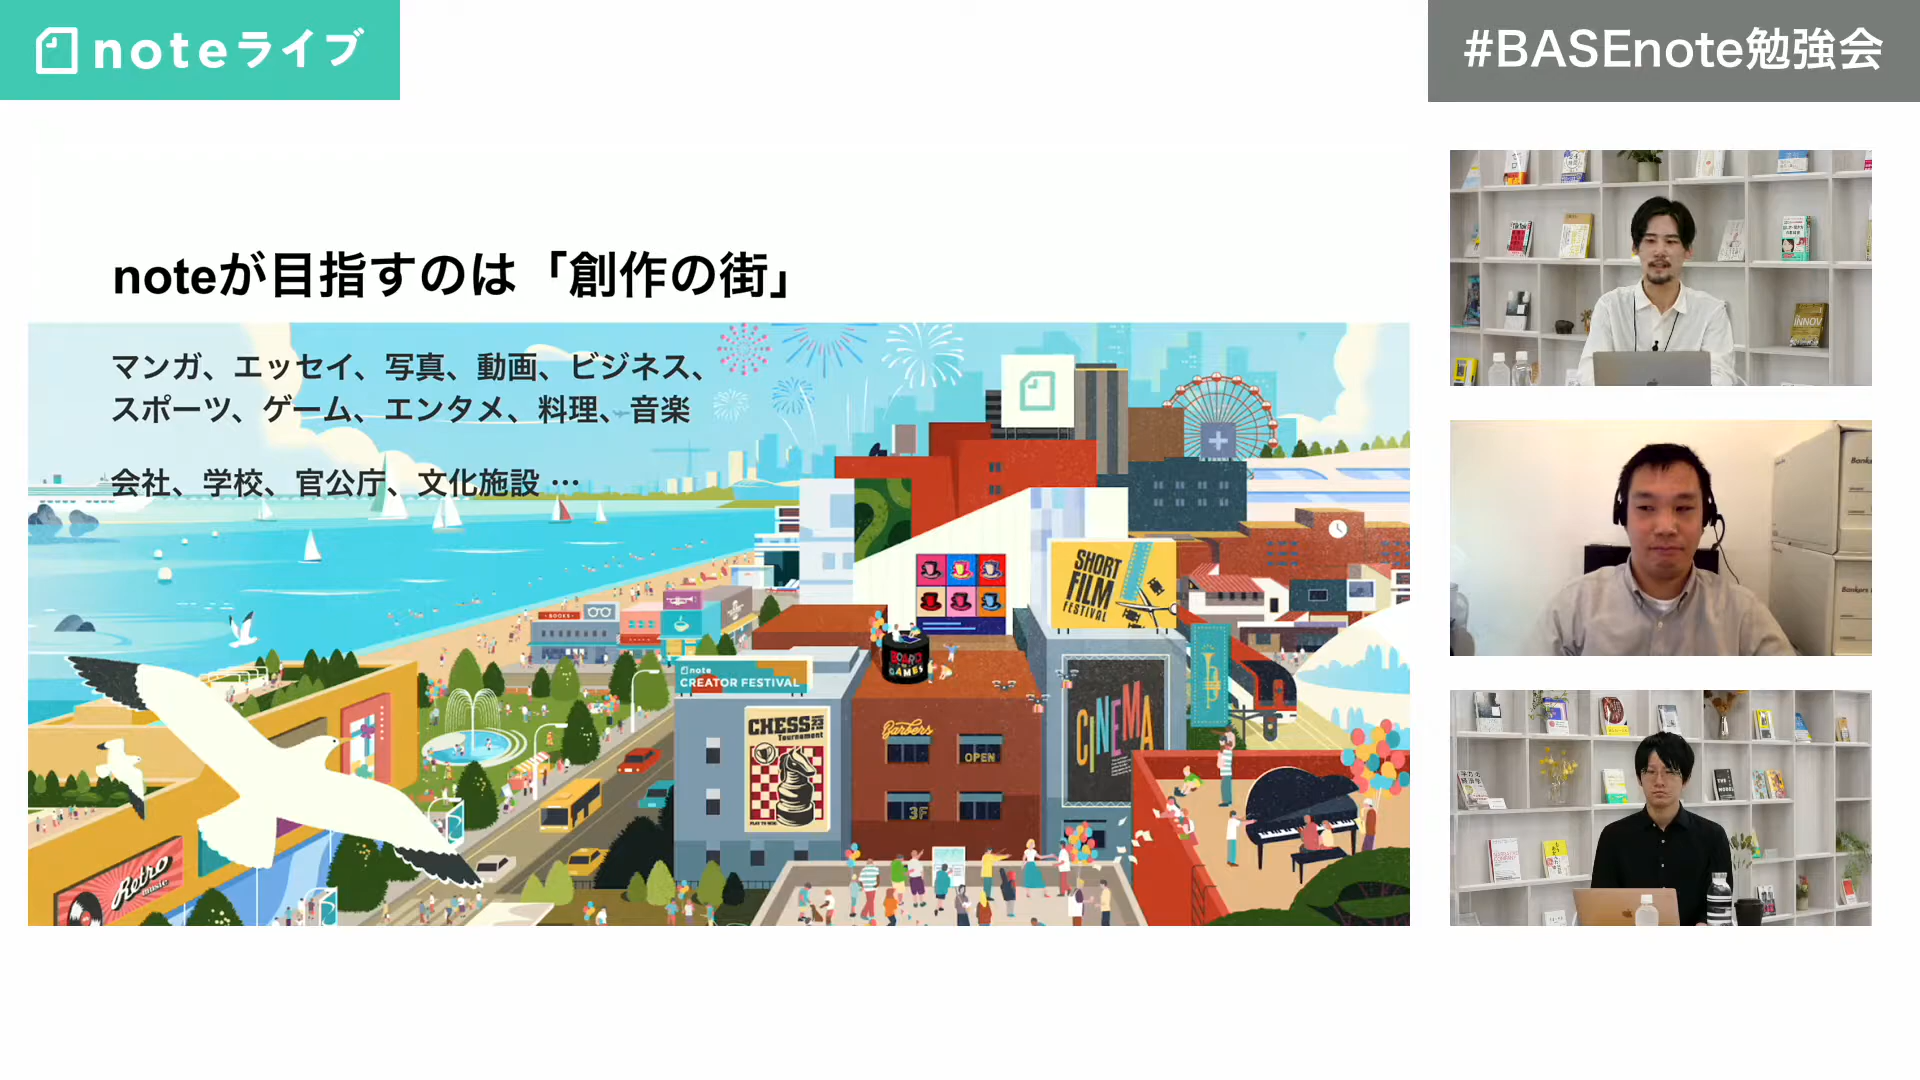 noteライブ
#BASEnote勉強会
noteが目指すのは「創作の街」
マンガ、エッセイ、写真、動画、ビジネス、
スポーツ、ゲーム、エンタメ、料理、音楽
会社、学校、官公庁、文化施設 …
SHORT
FILM
FESTIVAL
BOOKS
BOARD
GAMES
note
CREATOR FESTIVAL
CHESS
Tournament
Barbers
OPEN
3F
CINEMA
Retro
music
INNOV